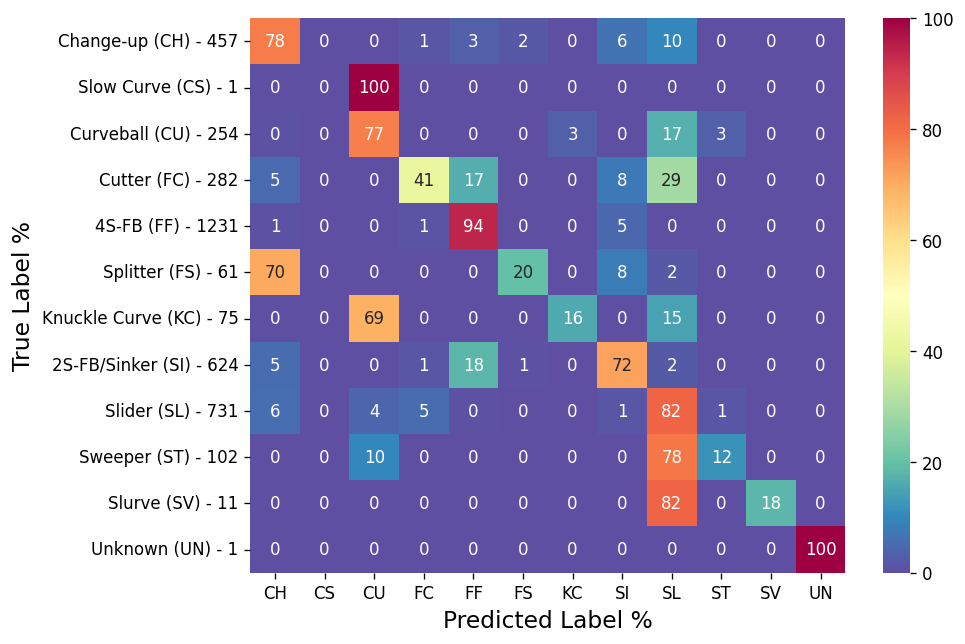 Change-up (CH) - 457 78 0 0 1 3 2 0 6 10 0 0 0
Slow Curve (CS) - 1 0 0 100 0 0 0 0 0 0 0 0 0
Curveball (CU) - 254 0 0 77 0 0 0 3 0 17 3 0 0
Cutter (FC) - 282 5 0 0 41 17 0 0 8 29 0 0 0
4S-FB (FF) - 1231 1 0 0 1 94 0 0 5 0 0 0 0
Splitter (FS) - 61 70 0 0 0 0 20 0 8 2 0 0 0
Knuckle Curve (KC) - 75 0 0 69 0 0 0 16 0 15 0 0 0
2S-FB/Sinker (SI) - 624 5 0 0 1 18 1 0 72 2 0 0 0
Slider (SL) - 731 6 0 4 5 0 0 0 1 82 1 0 0
Sweeper (ST) - 102 0 0 10 0 0 0 0 0 78 12 0 0
Slurve (SV) - 11 0 0 0 0 0 0 0 0 82 0 18 0
Unknown (UN) - 1 0 0 0 0 0 0 0 0 0 0 0 100
CH CS CU FC FF FS KC SI SL ST SV UN
Predicted Label %
True Label %
100
80
60
40
20
0